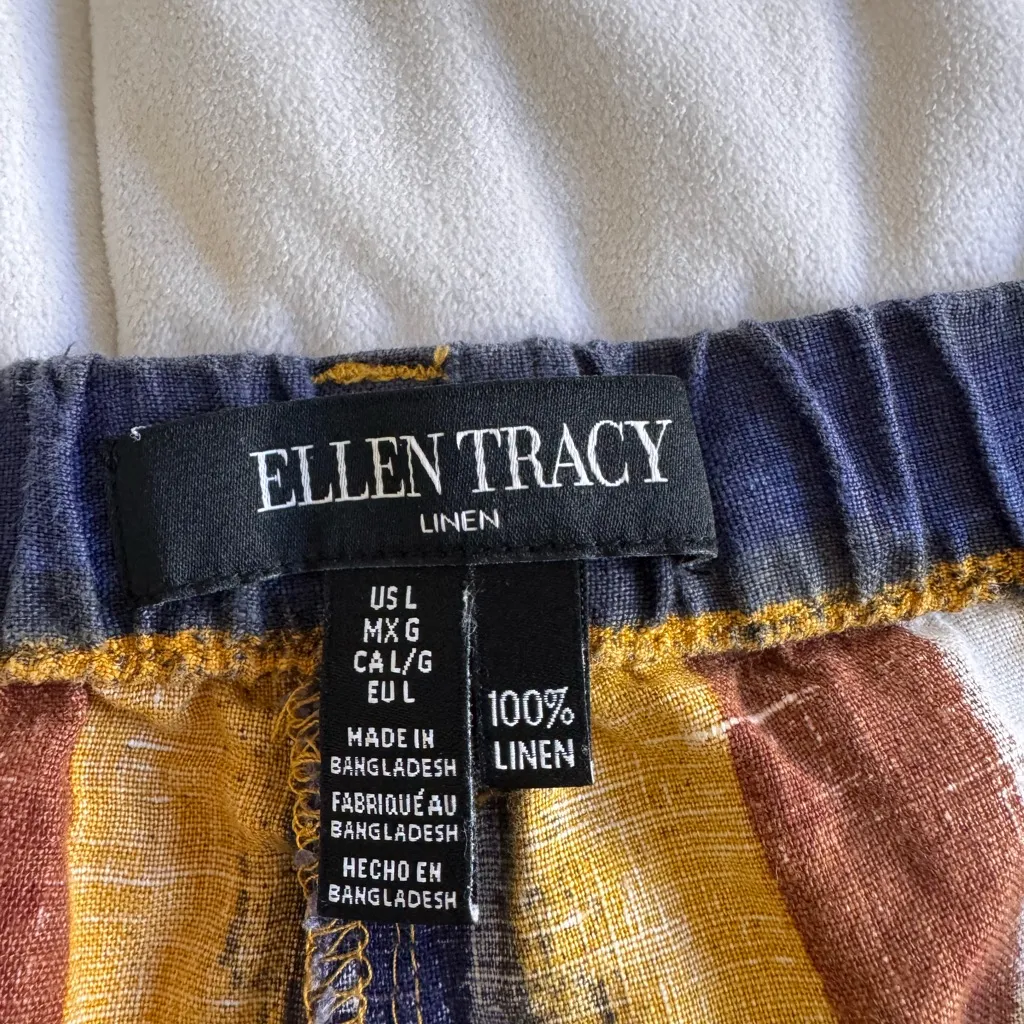 ELLEN TRACY
LINEN
US L
MX G
CA L/G
EU L
MADE IN
BANGLADESH
FABRIQUÉ AU
BANGLADESH
HECHO EN
BANGLADESH
100%
LINEN